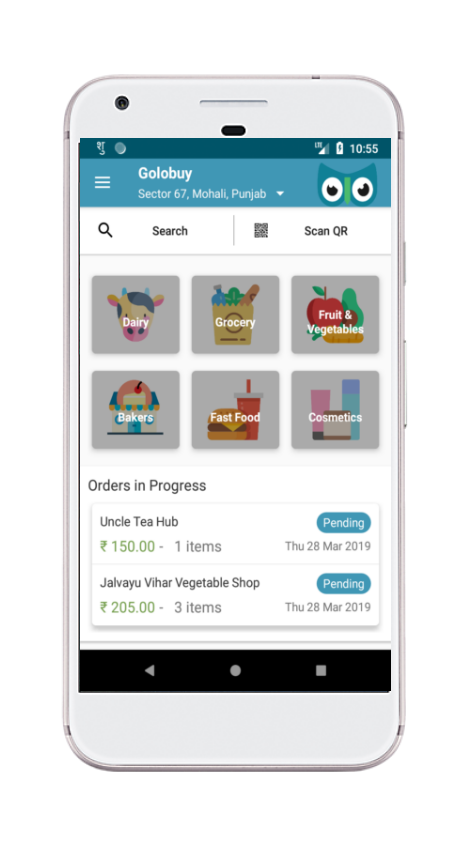 શુ
LTE
10:55
Golobuy
Sector 67, Mohali, Punjab
Search
Scan QR
Dairy
Grocery
Fruit &
Vegetables
Bakers
Fast Food
Cosmetics
Orders in Progress
Uncle Tea Hub
Pending
₹ 150.00 - 1 items
Thu 28 Mar 2019
Jalvayu Vihar Vegetable Shop
Pending
₹ 205.00 - 3 items
Thu 28 Mar 2019